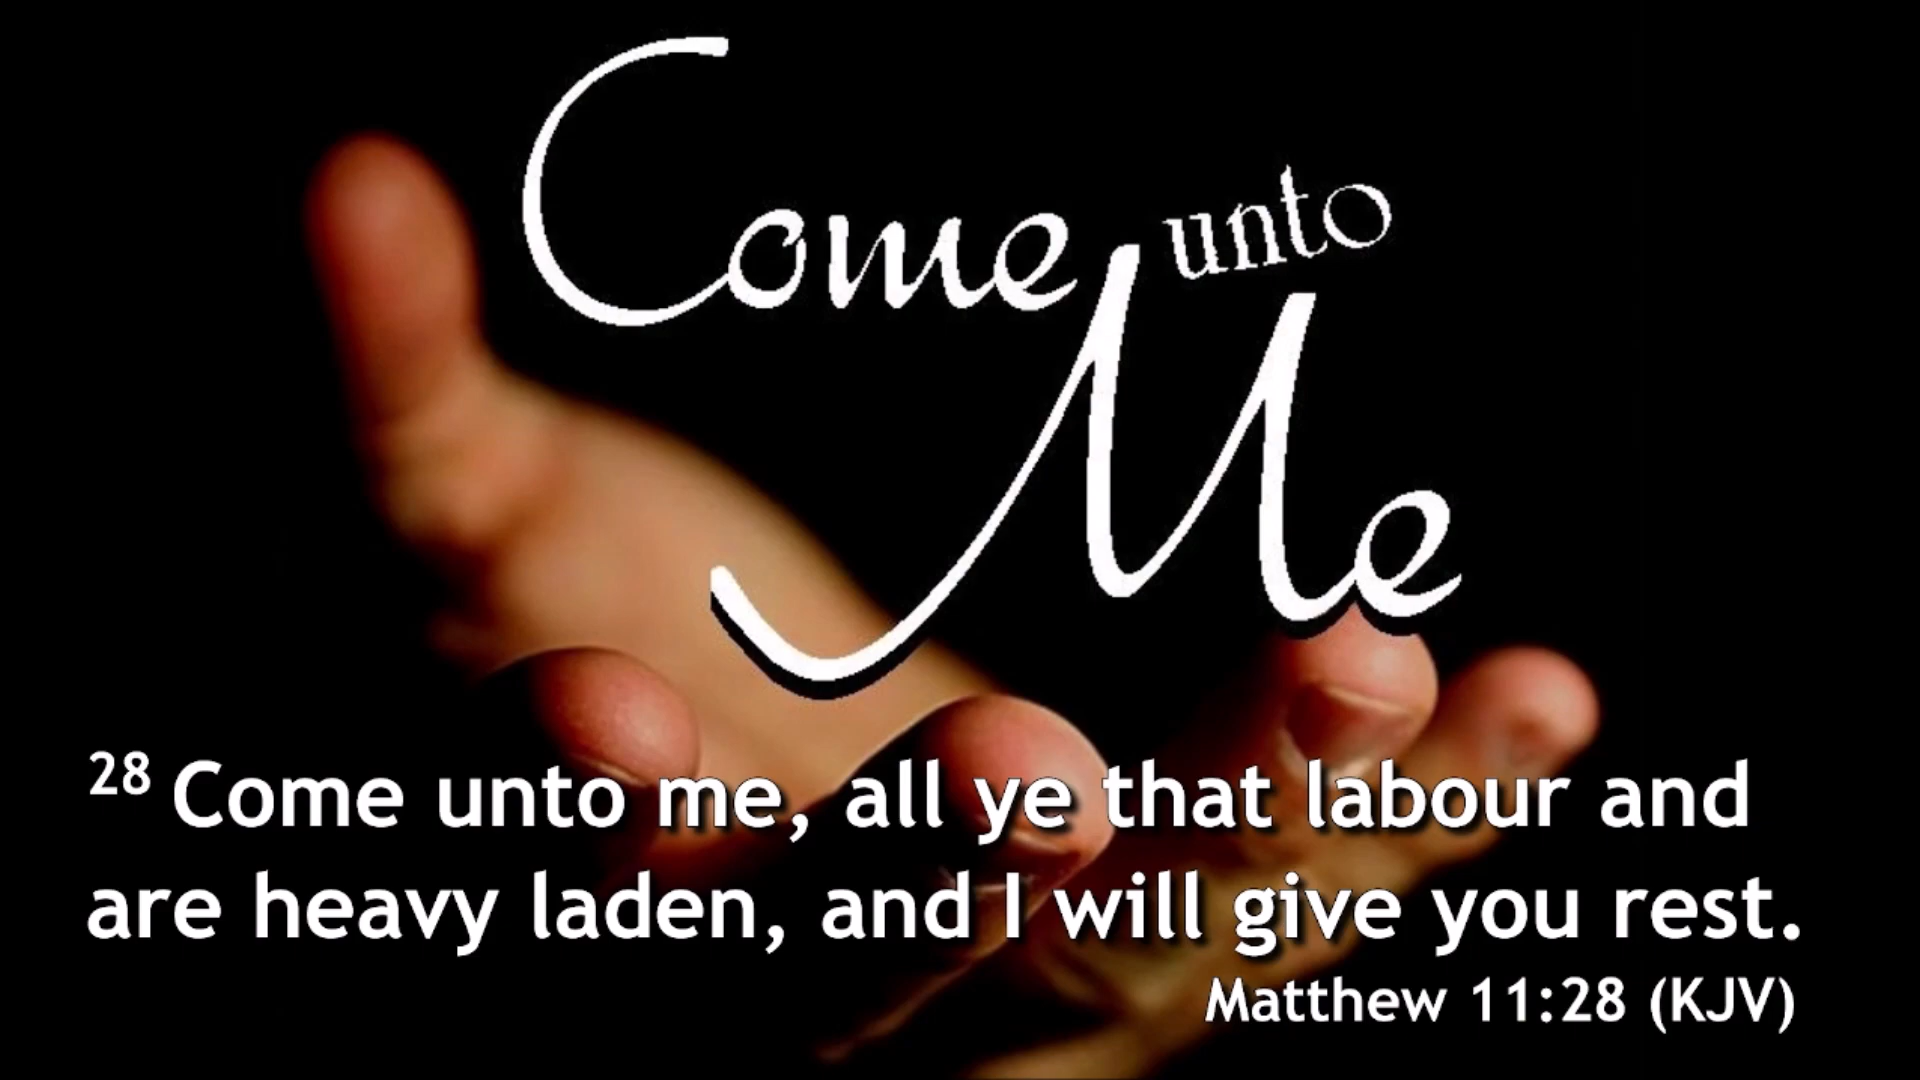 Come unto
Me
28 Come unto me, all ye that labour and
are heavy laden, and I will give you rest.
Matthew 11:28 (KJV)